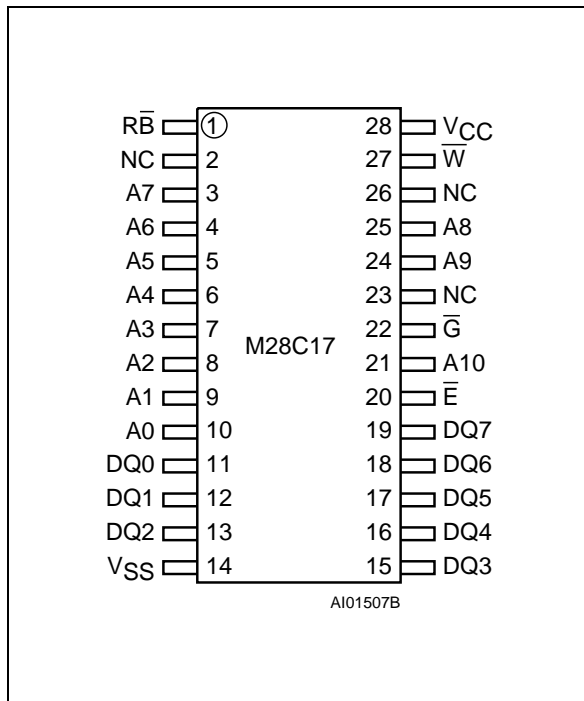 RB̅ 1 28 VCC
NC 2 27 W̅
A7 3 26 NC
A6 4 25 A8
A5 5 24 A9
A4 6 23 NC
A3 7 22 G̅
M28C17
A2 8 21 A10
A1 9 20 E̅
A0 10 19 DQ7
DQ0 11 18 DQ6
DQ1 12 17 DQ5
DQ2 13 16 DQ4
VSS 14 15 DQ3
AI01507B